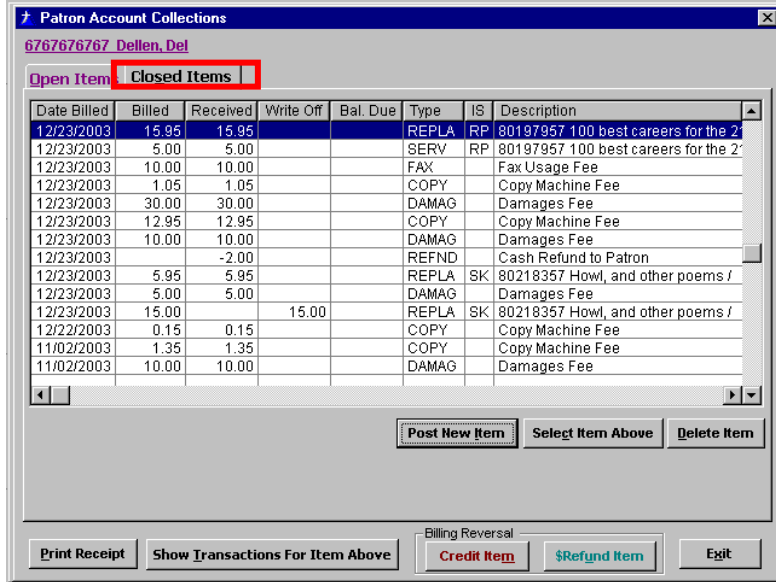 Patron Account Collections
6767676767 Dellen, Del
Open Items Closed Items
Date Billed Billed Received Write Off Bal. Due Type IS Description
12/23/2003 15.95 15.95 REPLA RP 80197957 100 best careers for the 2
12/23/2003 5.00 5.00 SERV RP 80197957 100 best careers for the 2
12/23/2003 10.00 10.00 FAX Fax Usage Fee
12/23/2003 1.05 1.05 COPY Copy Machine Fee
12/23/2003 30.00 30.00 DAMAG Damages Fee
12/23/2003 12.95 12.95 COPY Copy Machine Fee
12/23/2003 10.00 10.00 DAMAG Damages Fee
12/23/2003 -2.00 REFND Cash Refund to Patron
12/23/2003 5.95 5.95 REPLA SK 80218357 Howl, and other poems /
12/23/2003 5.00 5.00 DAMAG Damages Fee
12/23/2003 15.00 15.00 REPLA SK 80218357 Howl, and other poems /
12/22/2003 0.15 0.15 COPY Copy Machine Fee
11/02/2003 1.35 1.35 COPY Copy Machine Fee
11/02/2003 10.00 10.00 DAMAG Damages Fee
Post New Item Select Item Above Delete Item
Billing Reversal
Print Receipt Show Transactions For Item Above Credit Item $Refund Item Exit